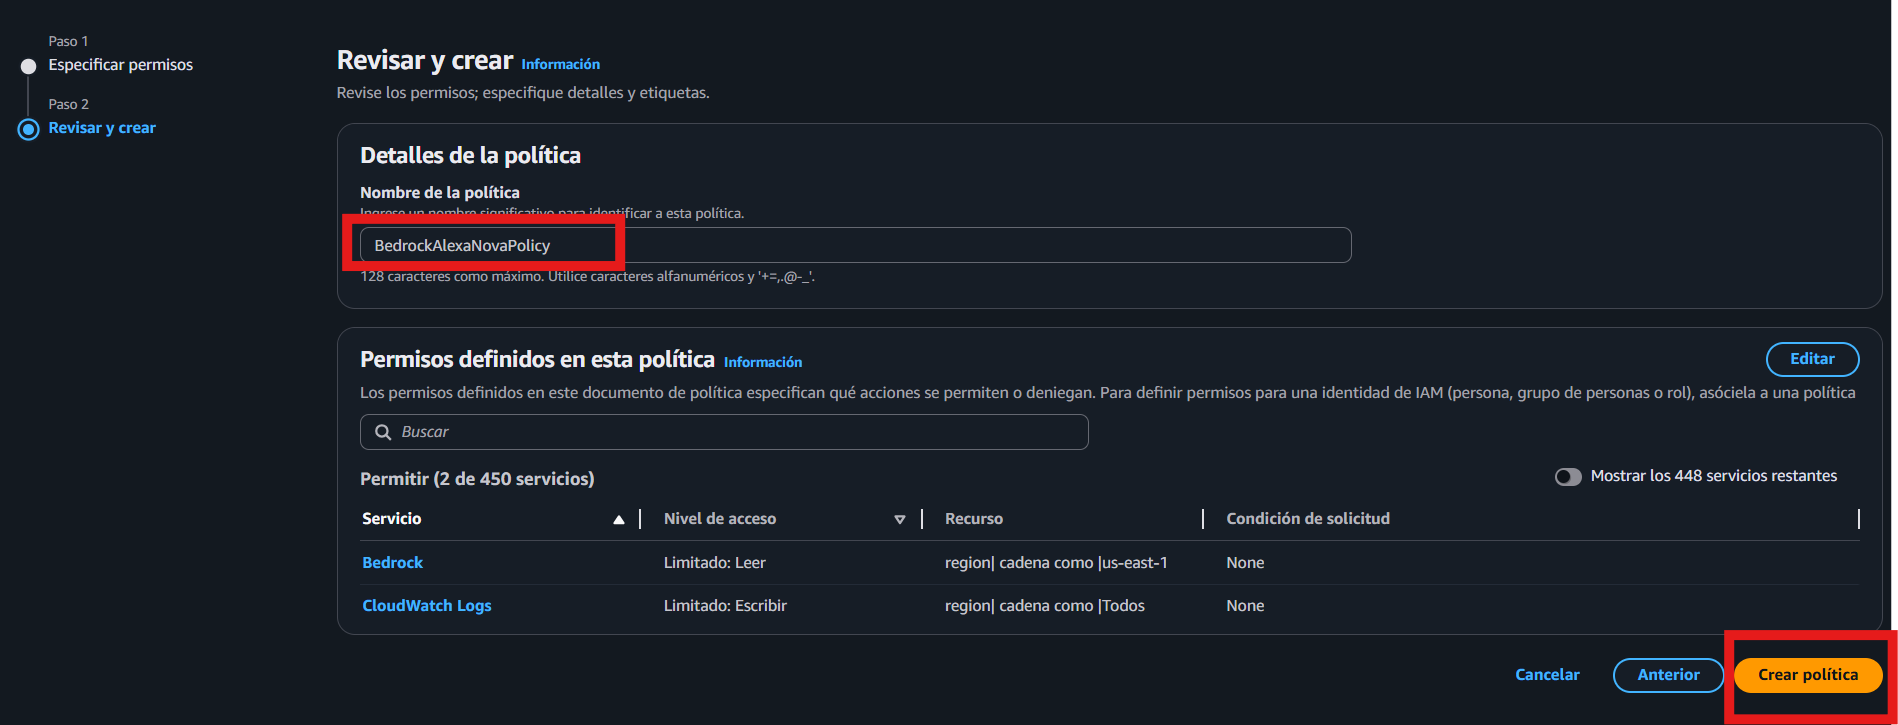 Paso 1
Especificar permisos
Paso 2
Revisar y crear
Revisar y crear Información
Revise los permisos; especifique detalles y etiquetas.
Detalles de la política
Nombre de la política
Ingrese un nombre significativo para identificar a esta política.
BedrockAlexaNovaPolicy
128 caracteres como máximo. Utilice caracteres alfanuméricos y '+=,.@-_'.
Permisos definidos en esta política Información
Editar
Los permisos definidos en este documento de política especifican qué acciones se permiten o deniegan. Para definir permisos para una identidad de IAM (persona, grupo de personas o rol), asóciela a una política
Buscar
Permitir (2 de 450 servicios)
Mostrar los 448 servicios restantes
Servicio Nivel de acceso Recurso Condición de solicitud
Bedrock Limitado: Leer region| cadena como |us-east-1 None
CloudWatch Logs Limitado: Escribir region| cadena como |Todos None
Cancelar Anterior Crear política